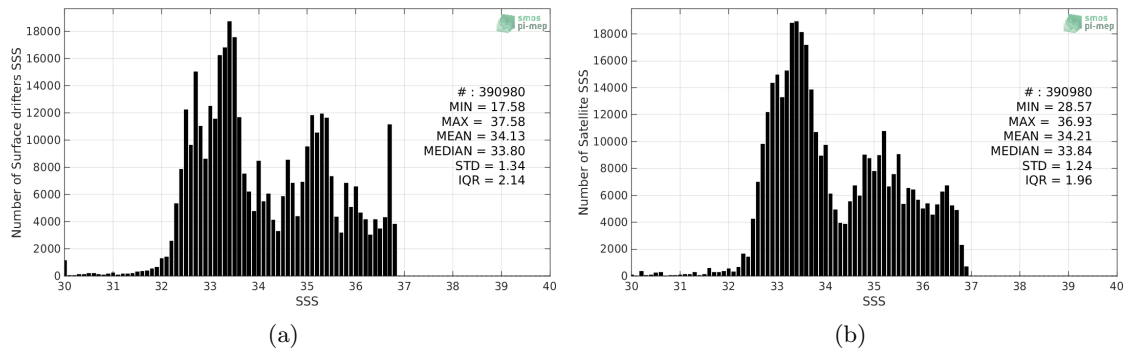 smos
pi-mep
Number of Surface drifters SSS
18000
16000
14000
12000
10000
8000
6000
4000
2000
0
# : 390980
MIN = 17.58
MAX = 37.58
MEAN = 34.13
MEDIAN = 33.80
STD = 1.34
IQR = 2.14
30 31 32 33 34 35 36 37 38 39 40
SSS
(a)
smos
pi-mep
Number of Satellite SSS
18000
16000
14000
12000
10000
8000
6000
4000
2000
0
# : 390980
MIN = 28.57
MAX = 36.93
MEAN = 34.21
MEDIAN = 33.84
STD = 1.24
IQR = 1.96
30 31 32 33 34 35 36 37 38 39 40
SSS
(b)